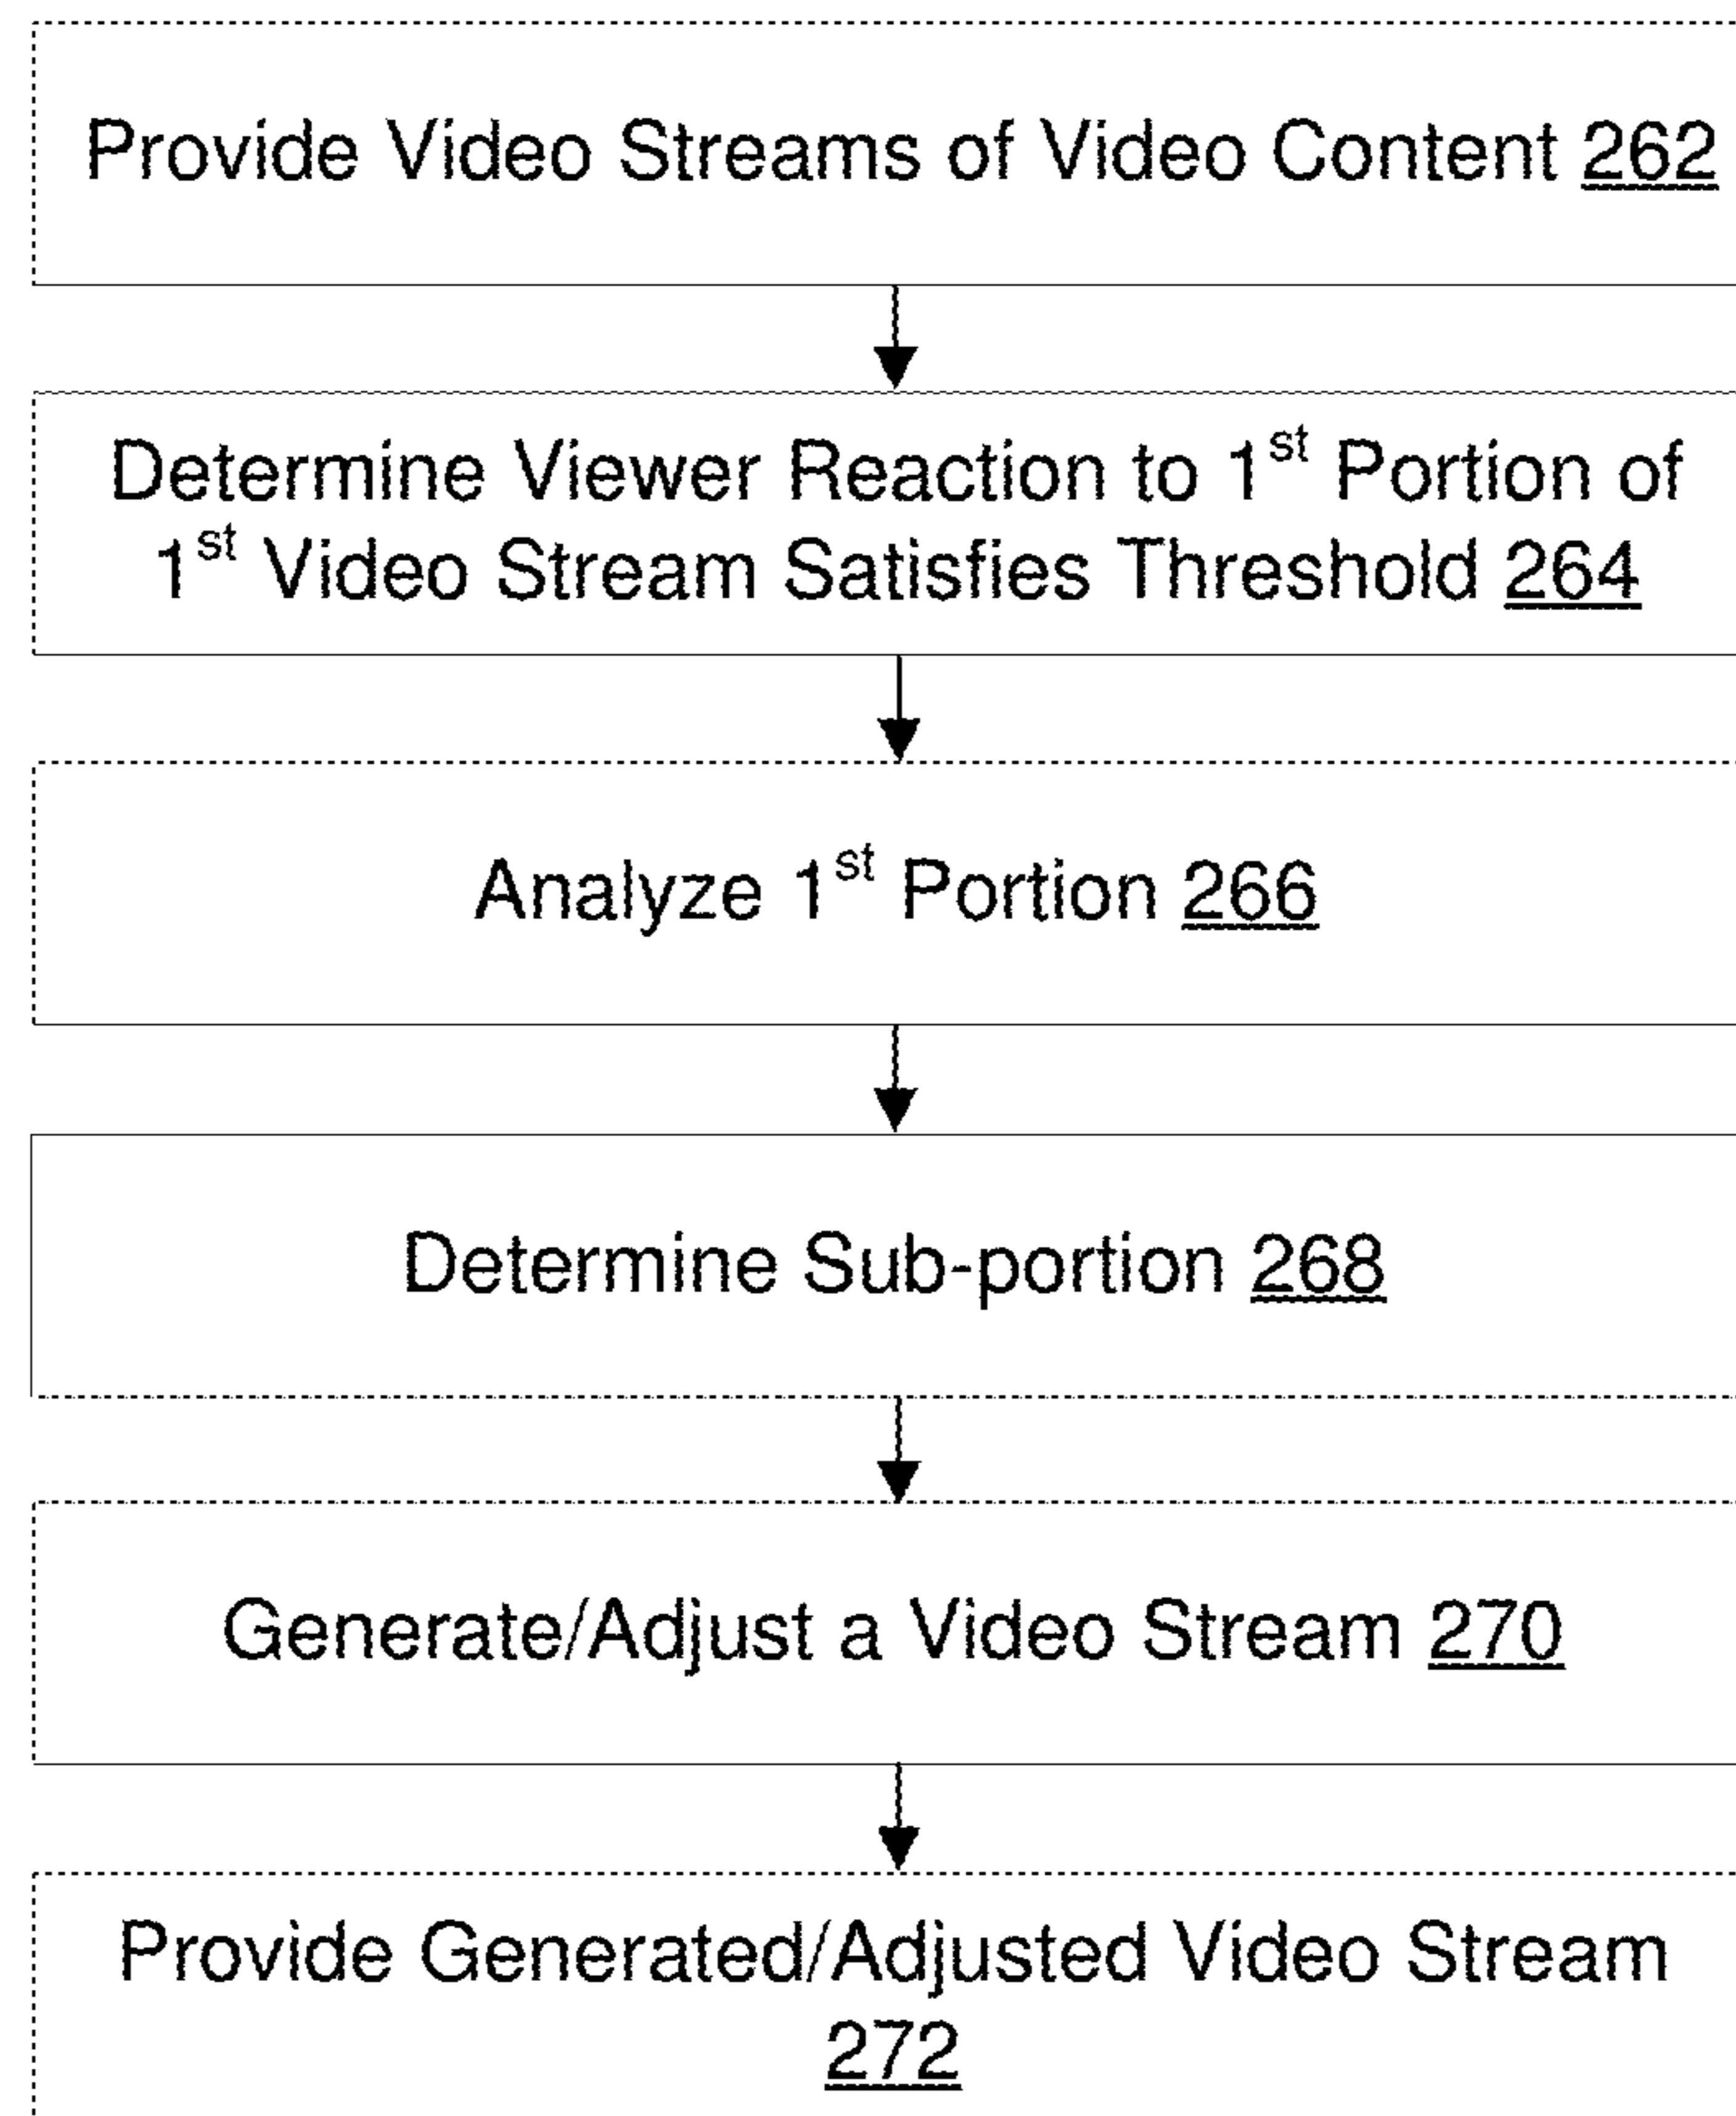 Provide Video Streams of Video Content 262
Determine Viewer Reaction to 1st Portion of
1st Video Stream Satisfies Threshold 264
Analyze 1st Portion 266
Determine Sub-portion 268
Generate/Adjust a Video Stream 270
Provide Generated/Adjusted Video Stream
272